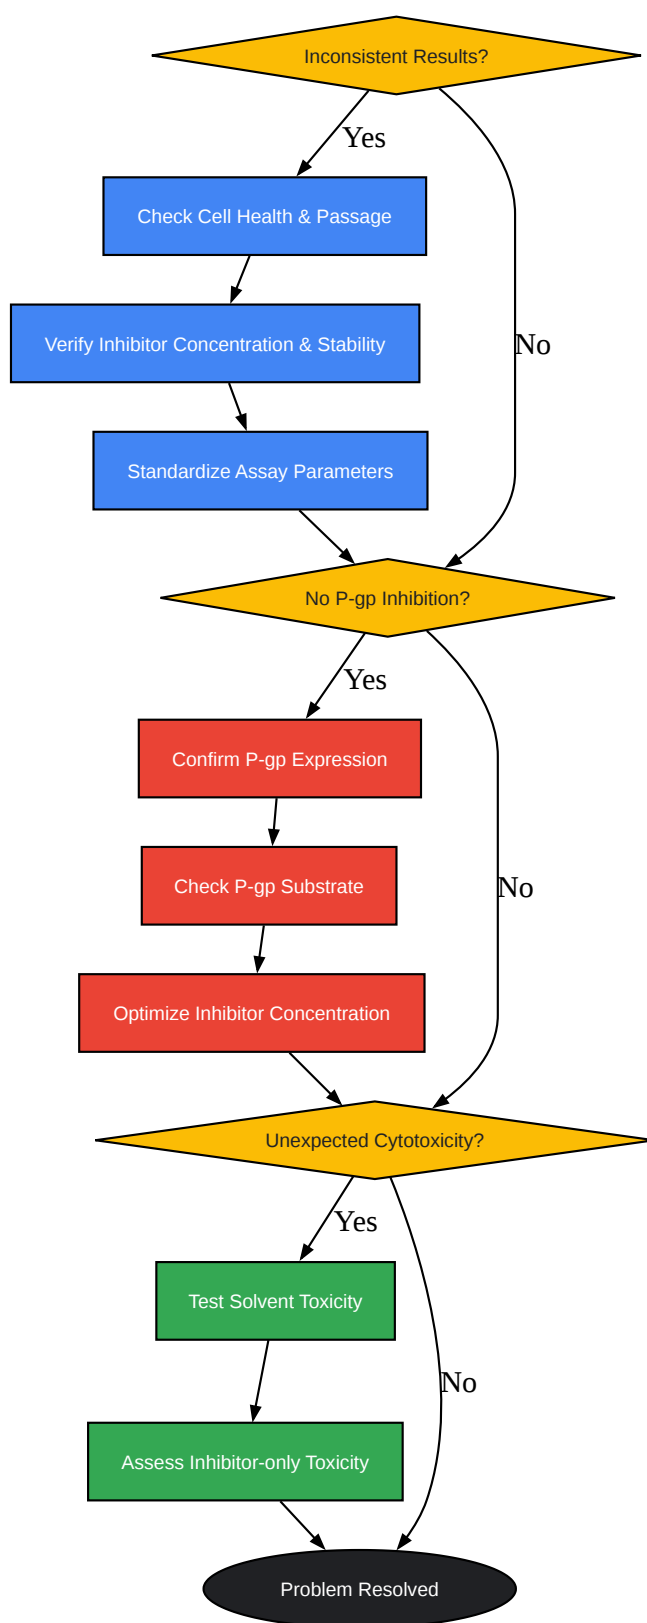 Inconsistent Results?
Yes
Check Cell Health & Passage
Verify Inhibitor Concentration & Stability
No
Standardize Assay Parameters
No P-gp Inhibition?
Yes
Confirm P-gp Expression
Check P-gp Substrate
No
Optimize Inhibitor Concentration
Unexpected Cytotoxicity?
Yes
Test Solvent Toxicity
No
Assess Inhibitor-only Toxicity
Problem Resolved